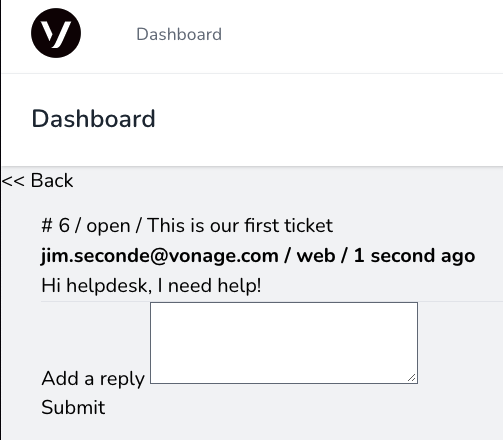 Dashboard
Dashboard
<< Back
# 6 / open / This is our first ticket
jim.seconde@vonage.com / web / 1 second ago
Hi helpdesk, I need help!
Add a reply
Submit